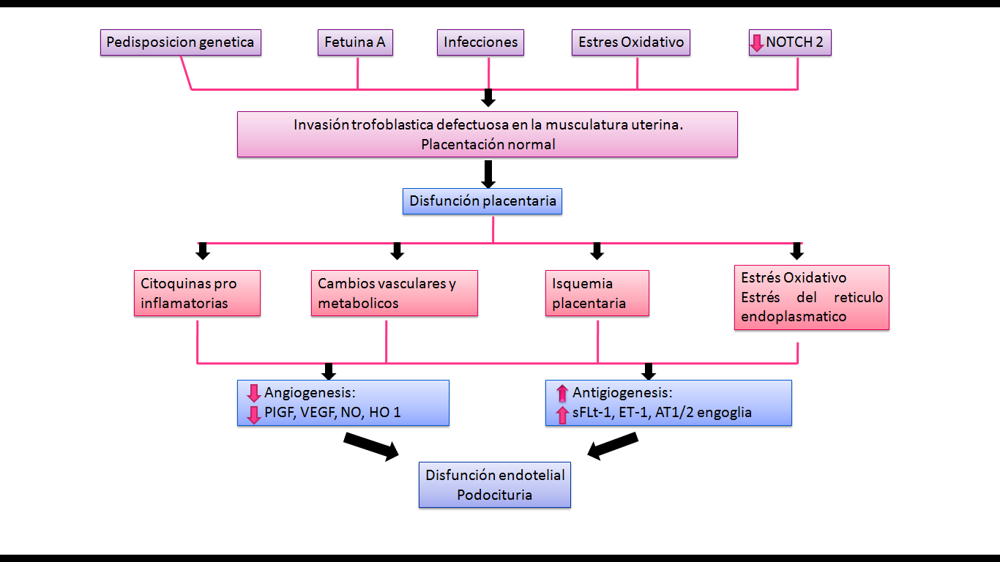 Pedisposicion genetica
Fetuina A
Infecciones
Estres Oxidativo
NOTCH 2
Invasión trofoblastica defectuosa en la musculatura uterina.
Placentación normal
Disfunción placentaria
Citoquinas pro
inflamatorias
Cambios vasculares y
metabolicos
Isquemia
placentaria
Estrés Oxidativo
Estrés del reticulo
endoplasmatico
Angiogenesis:
PIGF, VEGF, NO, HO 1
Antigiogenesis:
sFLt-1, ET-1, AT1/2 engoglia
Disfunción endotelial
Podocituria